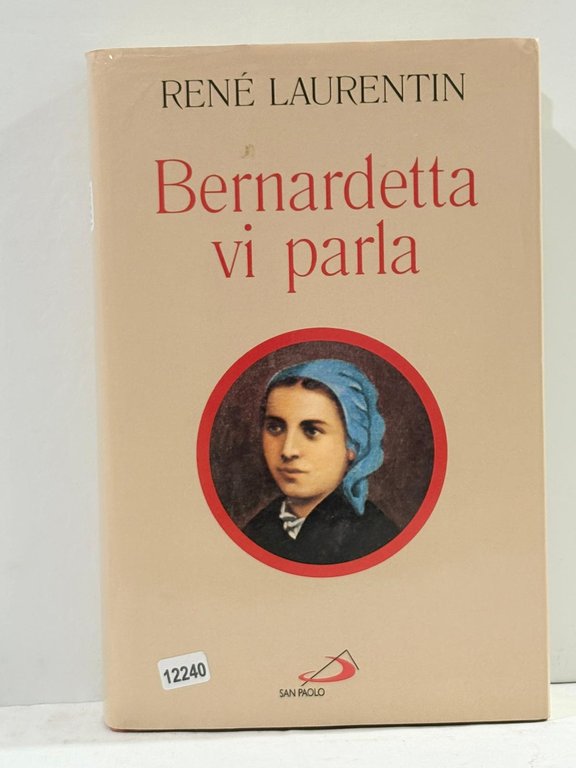 RENÉ LAURENTIN
Bernardetta
vi parla
12240
SAN PAOLO